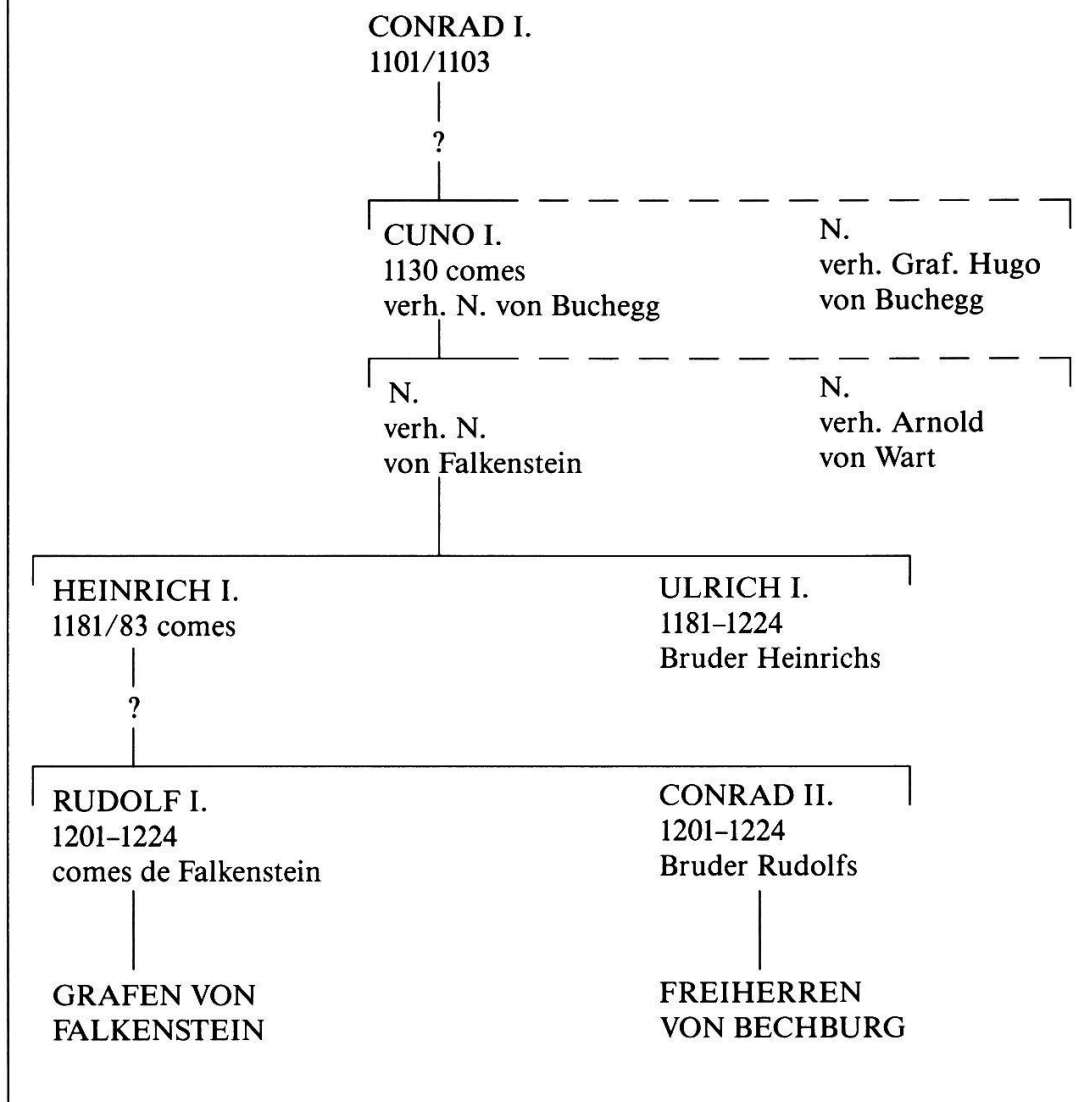 CONRAD I.
1101/1103
?
CUNO I.
1130 comes
verh. N. von Buchegg
N.
verh. Graf. Hugo
von Buchegg
N.
verh. N.
von Falkenstein
N.
verh. Arnold
von Wart
HEINRICH I.
1181/83 comes
ULRICH I.
1181–1224
Bruder Heinrichs
?
RUDOLF I.
1201–1224
comes de Falkenstein
CONRAD II.
1201–1224
Bruder Rudolfs
GRAFEN VON
FALKENSTEIN
FREIHERREN
VON BECHBURG